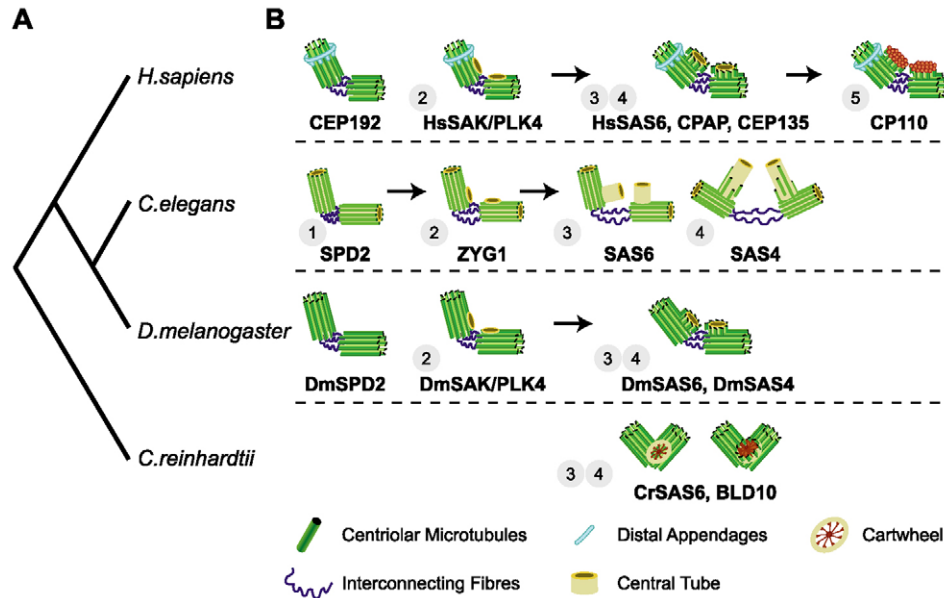 A
B
H.sapiens
C.elegans
D.melanogaster
C.reinhardtii
2
3 4
5
CEP192
HsSAK/PLK4
HsSAS6, CPAP, CEP135
CP110
1
2
3
4
SPD2
ZYG1
SAS6
SAS4
2
3 4
DmSPD2
DmSAK/PLK4
DmSAS6, DmSAS4
3 4
CrSAS6, BLD10
Centriolar Microtubules
Distal Appendages
Cartwheel
Interconnecting Fibres
Central Tube